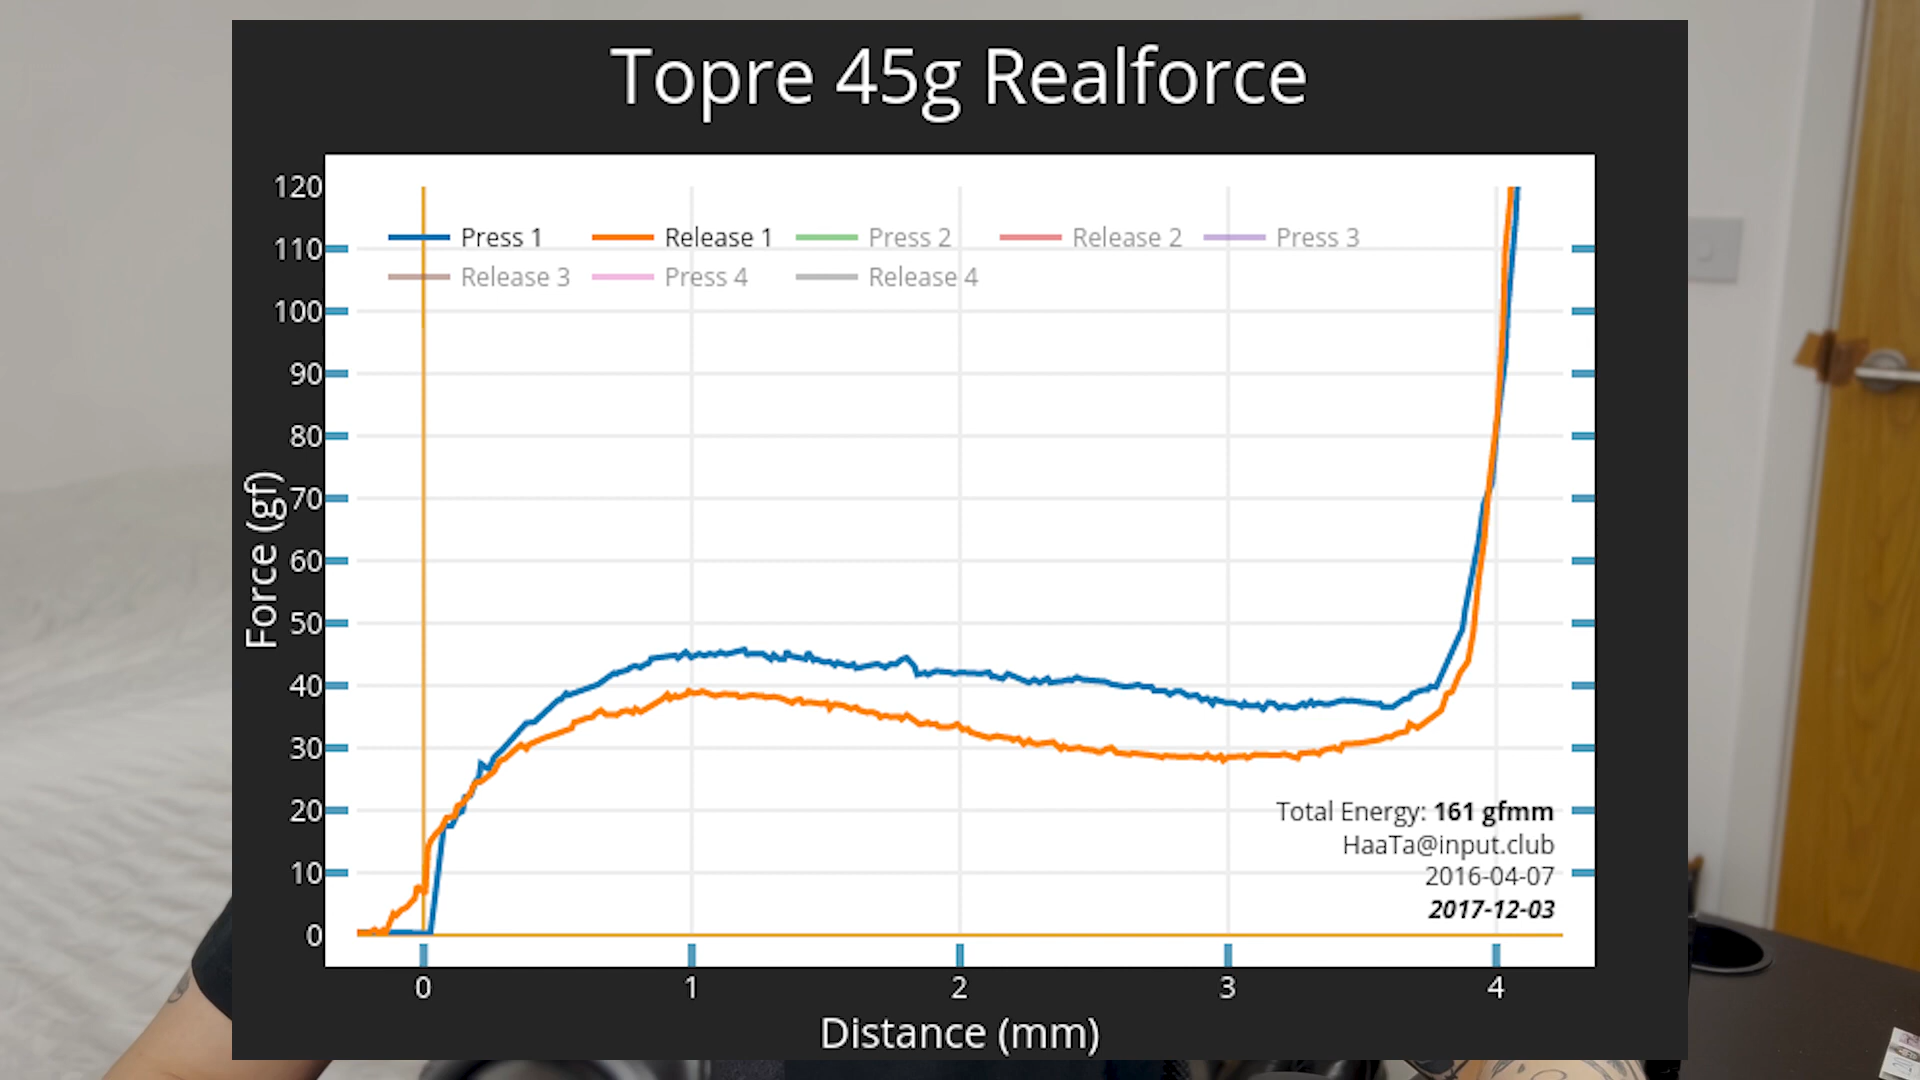 Topre 45g Realforce
120
110
100
90
80
70
60
50
40
30
20
10
0
Force (gf)
Press 1 Release 1 Press 2 Release 2 Press 3
Release 3 Press 4 Release 4
Total Energy: 161 gfmm
HaaTa@input.club
2016-04-07
2017-12-03
0 1 2 3 4
Distance (mm)